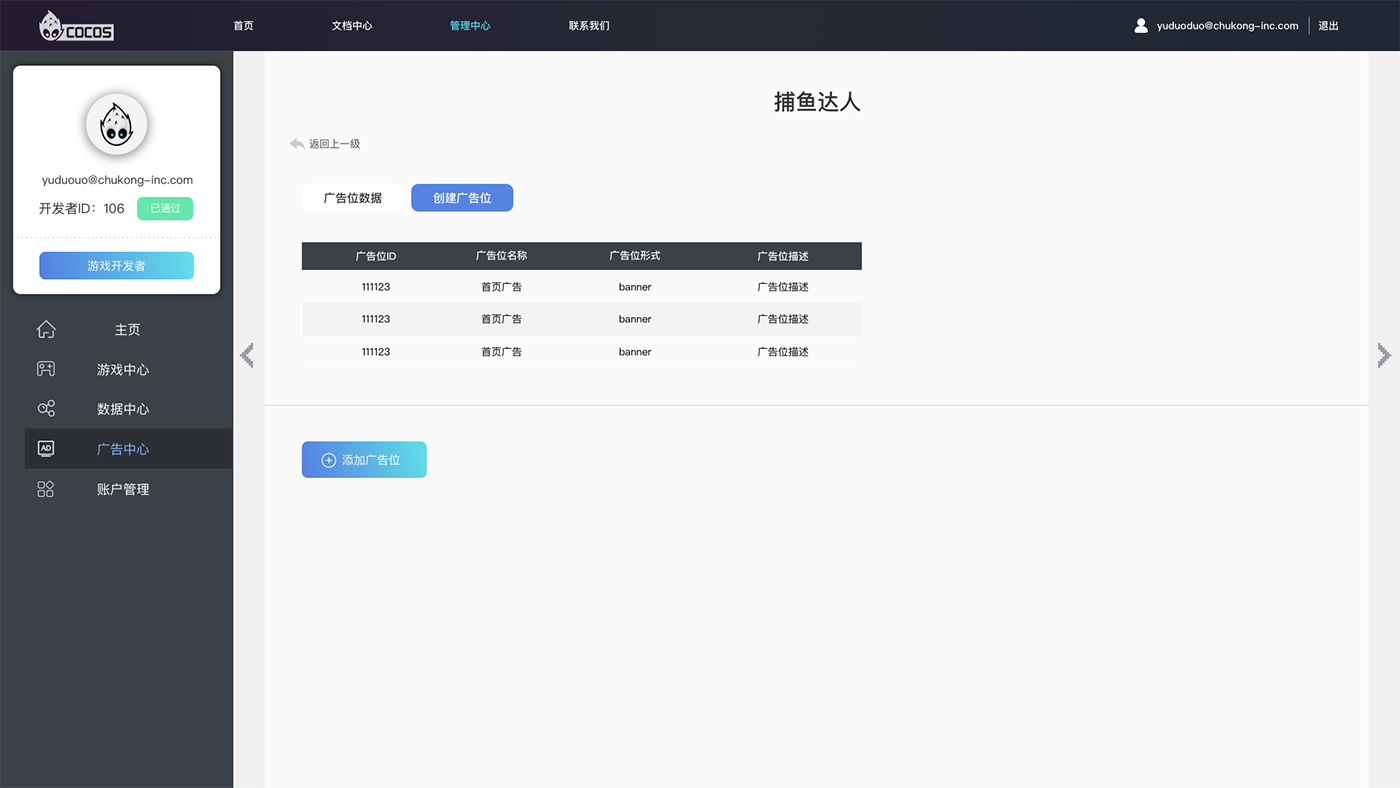 COCOS 首页 文档中心 管理中心 联系我们 yuduoduo@chukong-inc.com 退出
yuduouo@chukong-inc.com
开发者ID：106 已通过
游戏开发者
主页
游戏中心
数据中心
AD 广告中心
账户管理
捕鱼达人
返回上一级
广告位数据 创建广告位
广告位ID 广告位名称 广告位形式 广告位描述
111123 首页广告 banner 广告位描述
111123 首页广告 banner 广告位描述
111123 首页广告 banner 广告位描述
添加广告位